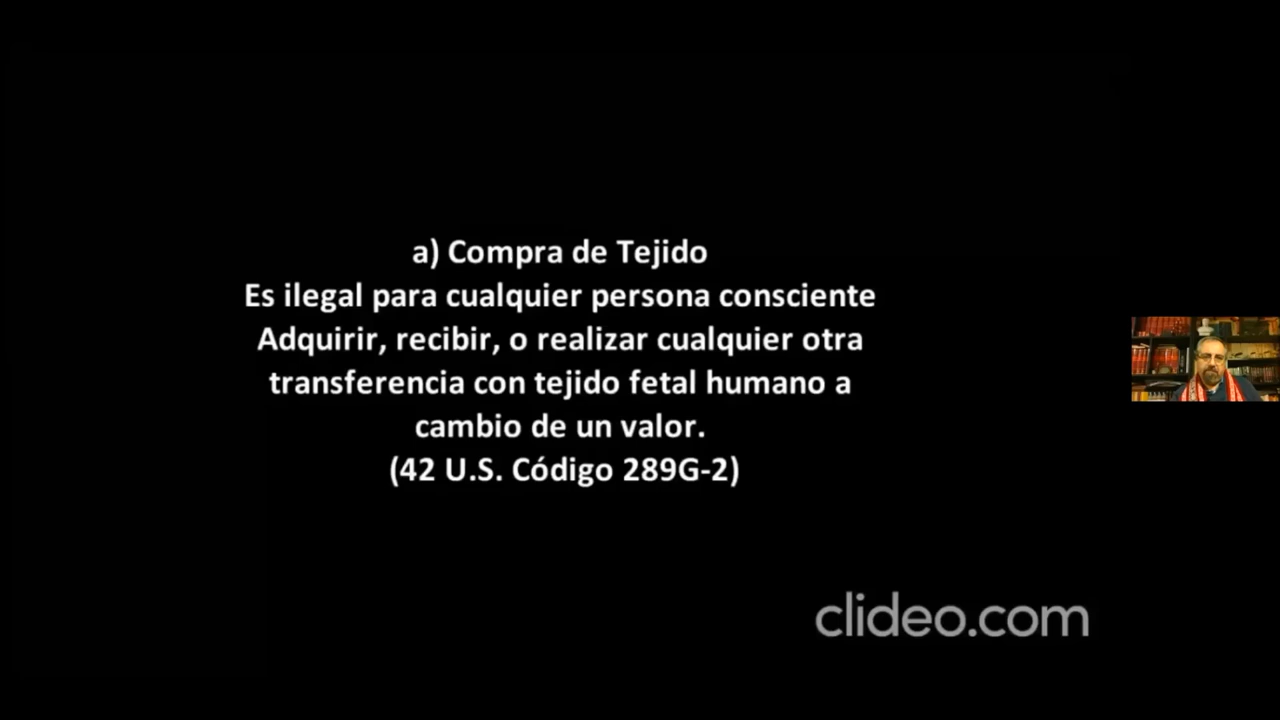 a) Compra de Tejido
Es ilegal para cualquier persona consciente
Adquirir, recibir, o realizar cualquier otra
transferencia con tejido fetal humano a
cambio de un valor.
(42 U.S. Código 289G-2)
clideo.com